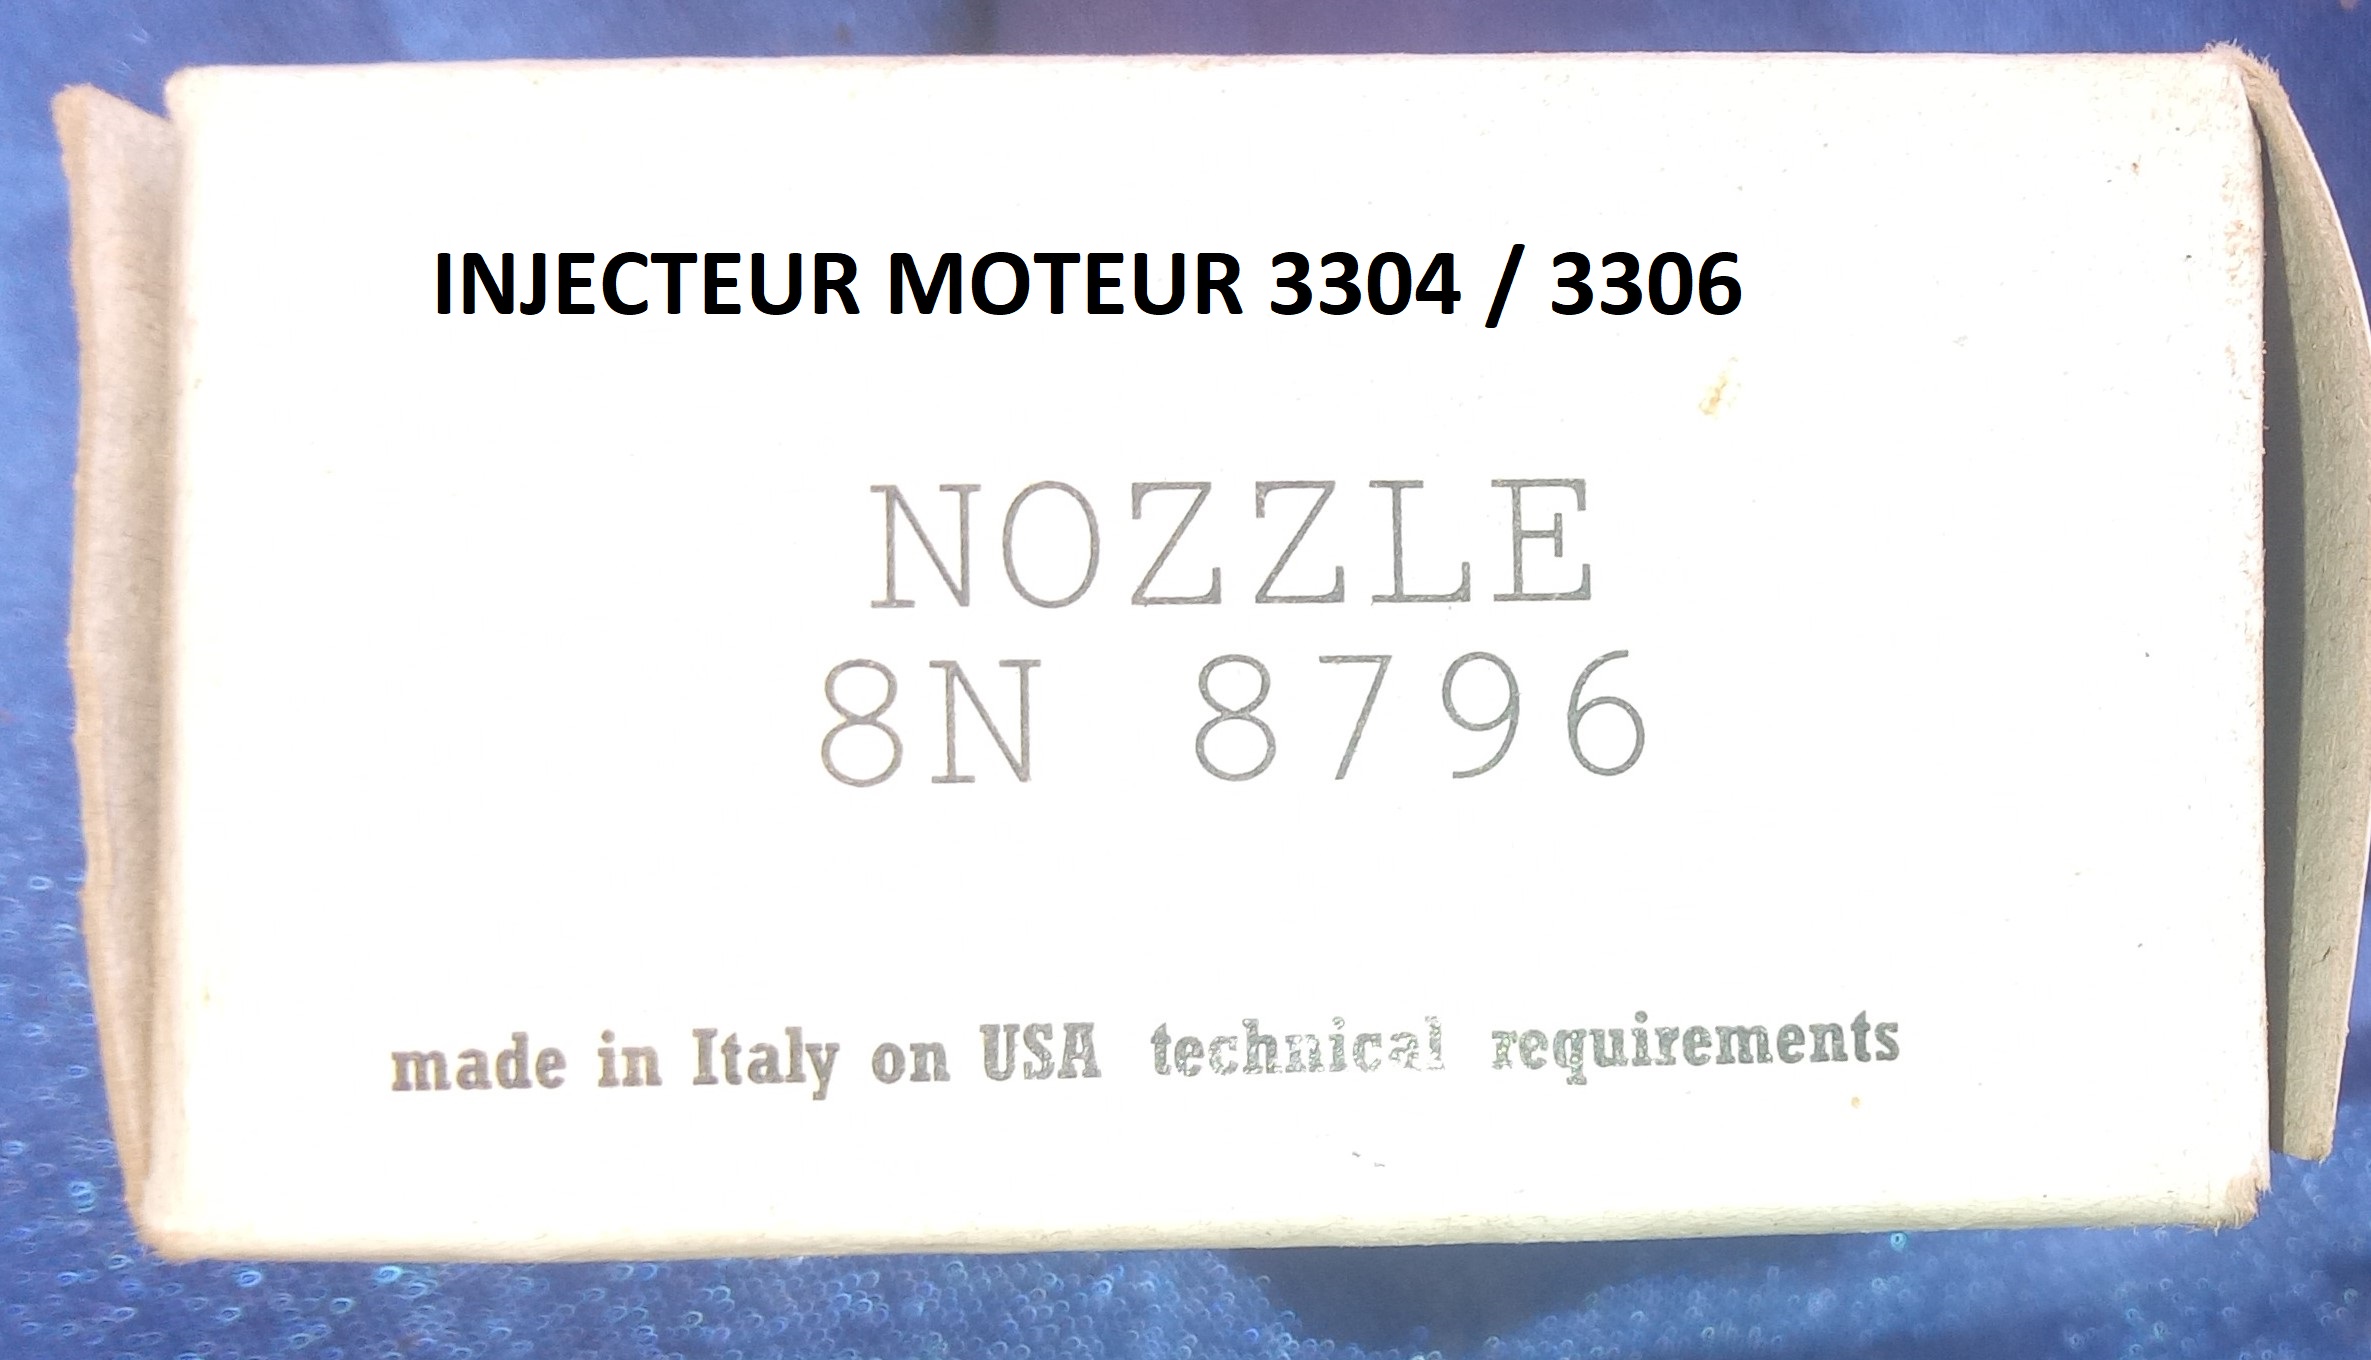 INJECTEUR MOTEUR 3304 / 3306
NOZZLE
8N 8796
made in Italy on USA technical requirements